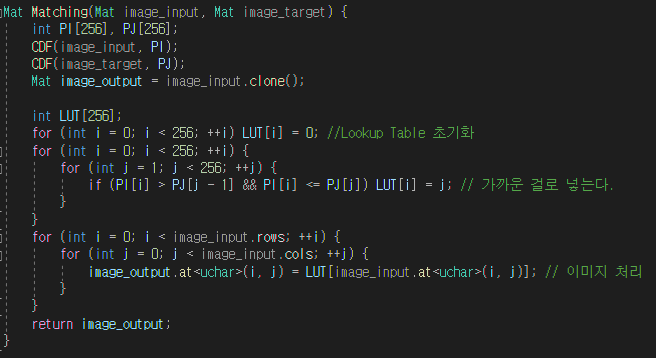 Mat Matching(Mat image_input, Mat image_target) {
int PI[256], PJ[256];
CDF(image_input, PI);
CDF(image_target, PJ);
Mat image_output = image_input.clone();
int LUT[256];
for (int i = 0; i < 256; ++i) LUT[i] = 0; //Lookup Table 초기화
for (int i = 0; i < 256; ++i) {
for (int j = 1; j < 256; ++j) {
if (PI[i] > PJ[j - 1] && PI[i] <= PJ[j]) LUT[i] = j; // 가까운 걸로 넣는다.
}
}
for (int i = 0; i < image_input.rows; ++i) {
for (int j = 0; j < image_input.cols; ++j) {
image_output.at<uchar>(i, j) = LUT[image_input.at<uchar>(i, j)]; // 이미지 처리
}
}
return image_output;
}